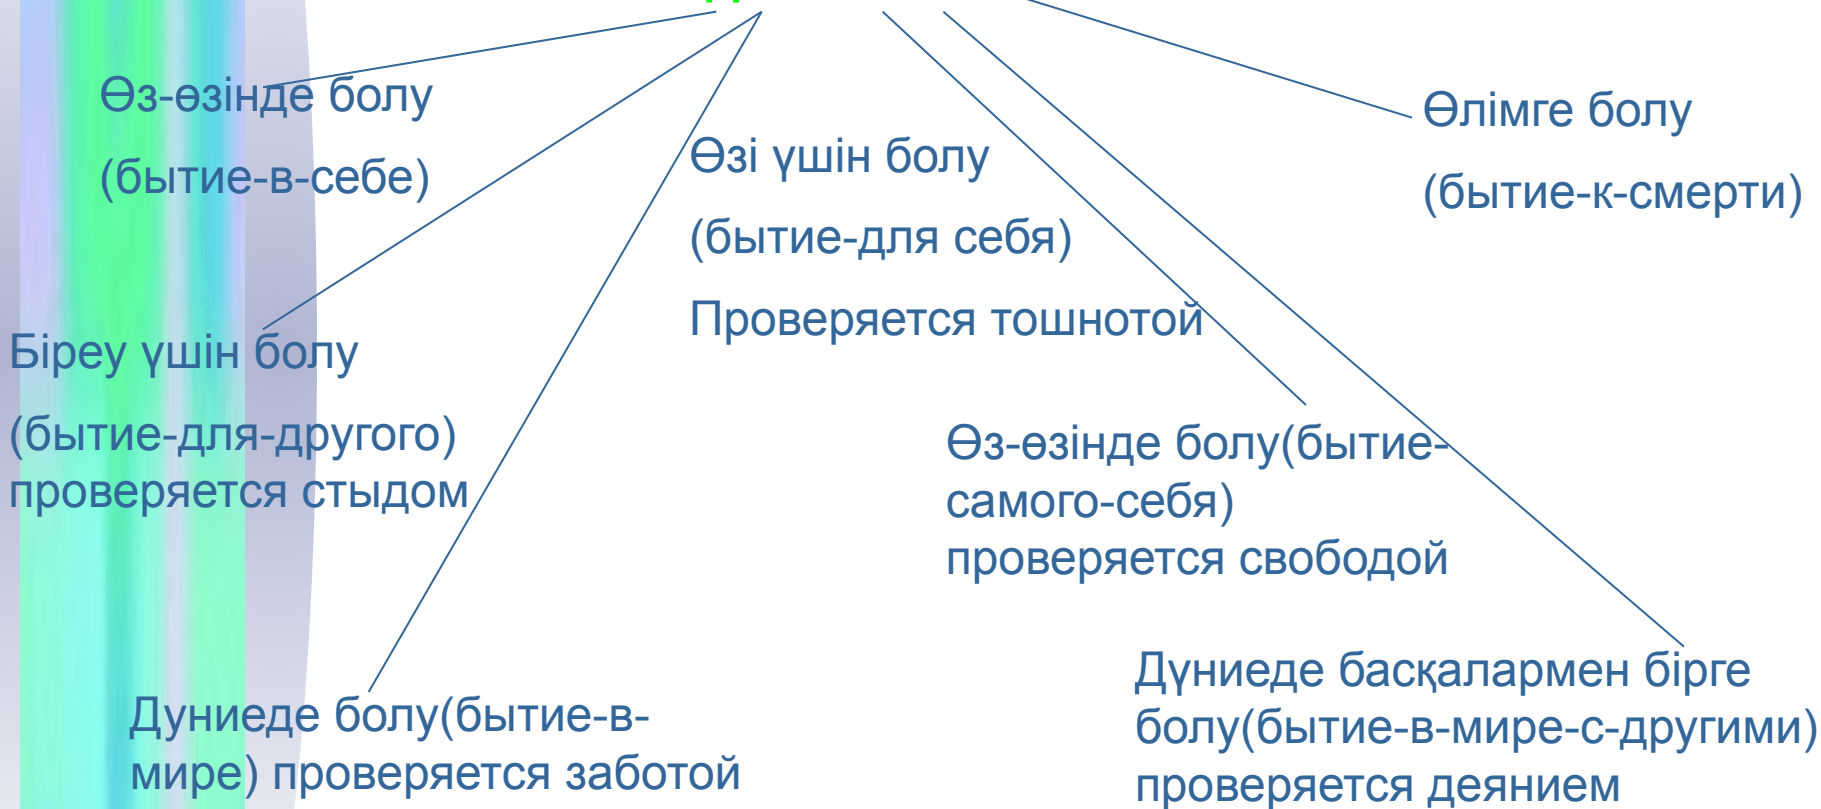 Өз-өзінде болу
(бытие-в-себе)
Өзі үшін болу
(бытие-для себя)
Проверяется тошнотой
Өлімге болу
(бытие-к-смерти)
Біреу үшін болу
(бытие-для-другого)
проверяется стыдом
Өз-өзінде болу(бытие-
самого-себя)
проверяется свободой
Дуниеде болу(бытие-в-
мире) проверяется заботой
Дүниеде басқалармен бірге
болу(бытие-в-мире-с-другими)
проверяется деянием